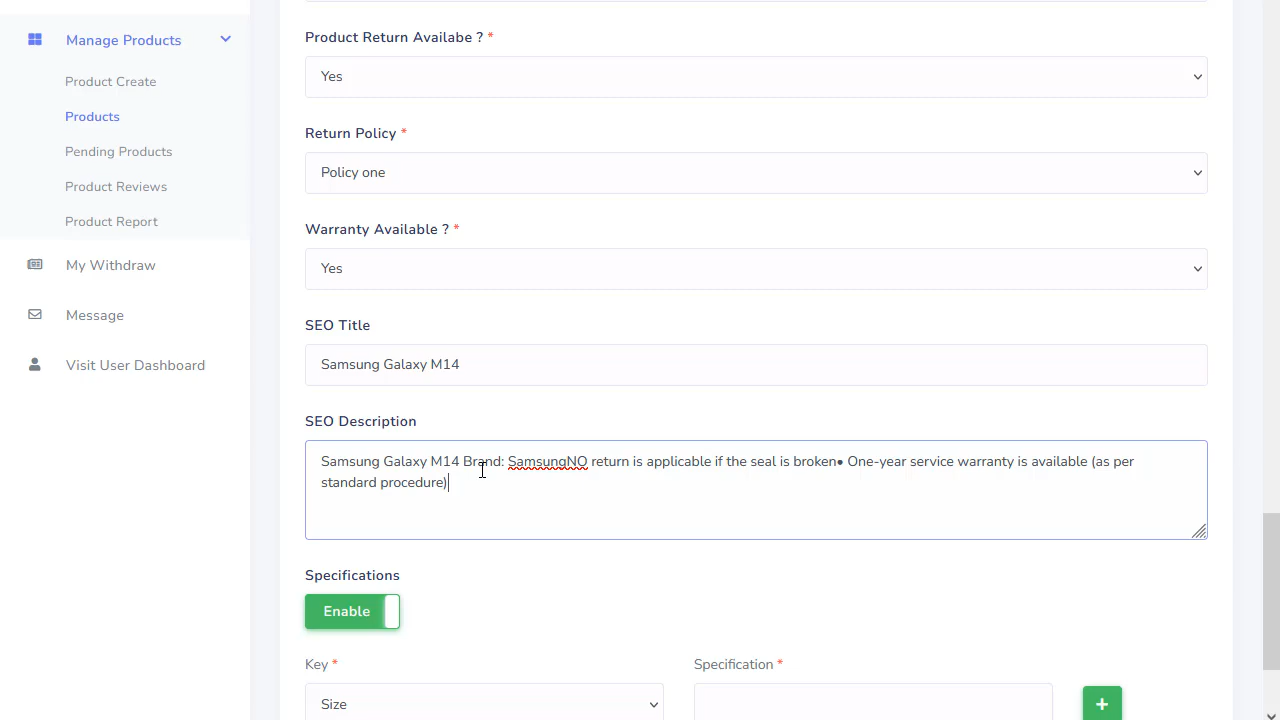 Manage Products
Product Create
Products
Pending Products
Product Reviews
Product Report
My Withdraw
Message
Visit User Dashboard
Product Return Availabe ? *
Yes
Return Policy *
Policy one
Warranty Available ? *
Yes
SEO Title
Samsung Galaxy M14
SEO Description
Samsung Galaxy M14 Brand: SamsungNO return is applicable if the seal is broken● One-year service warranty is available (as per
standard procedure)
Specifications
Enable
Key *
Specification *
Size
+